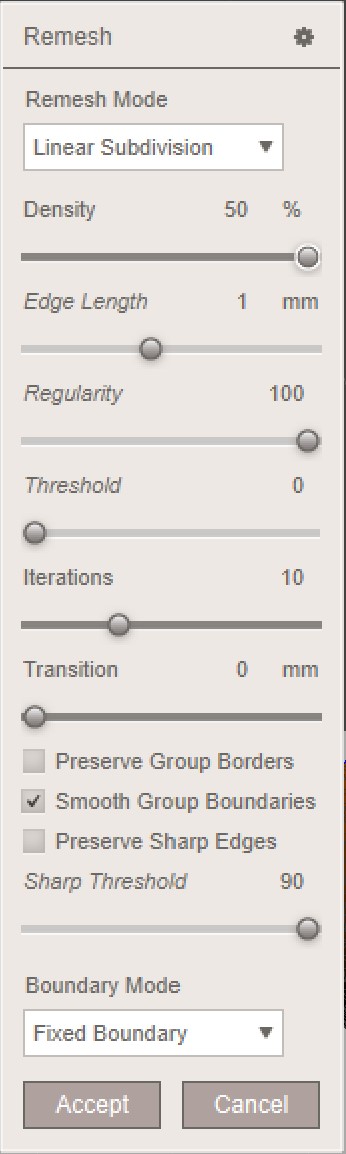 Remesh
Remesh Mode
Linear Subdivision
Density 50 %
Edge Length 1 mm
Regularity 100
Threshold 0
Iterations 10
Transition 0 mm
Preserve Group Borders
Smooth Group Boundaries
Preserve Sharp Edges
Sharp Threshold 90
Boundary Mode
Fixed Boundary
Accept Cancel